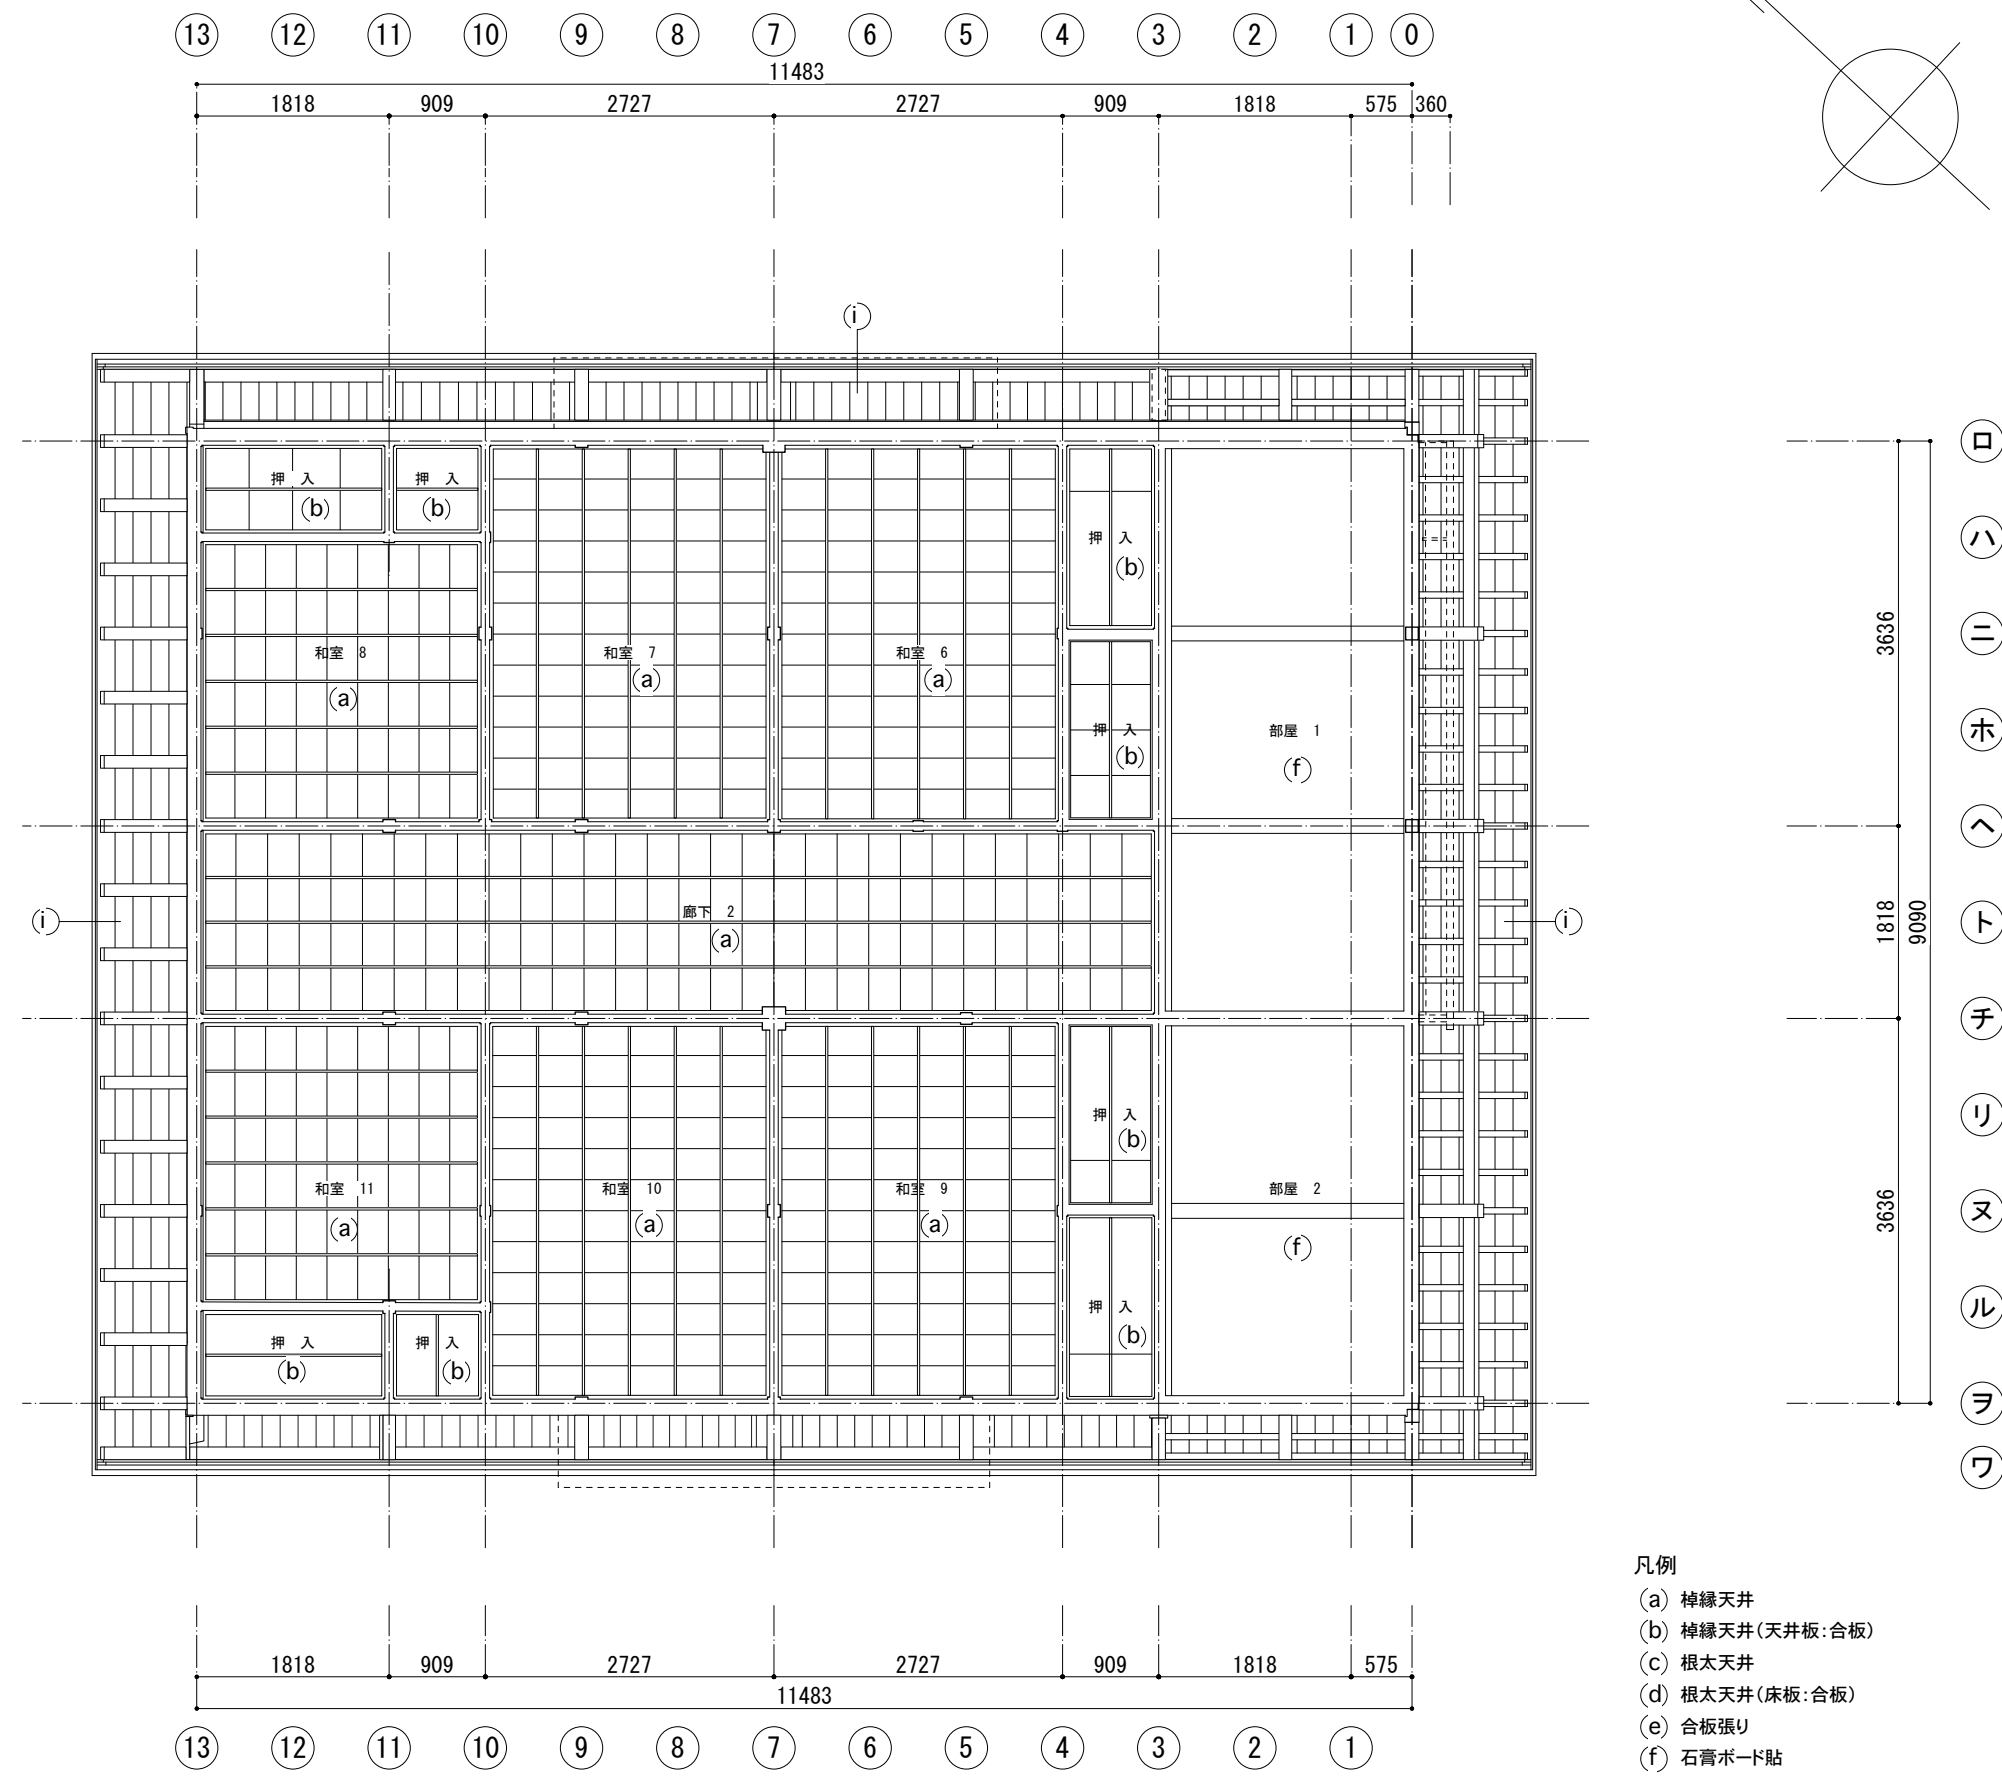 13 12 11 10 9 8 7 6 5 4 3 2 1 0
11483
1818 909 2727 2727 909 1818 575 360
i
ロ
押 入 押 入
(b) (b)
押 入
(b)
ハ
3636
ニ
和室 8 和室 7 和室 6
(a) (a) (a)
押 入
(b)
部屋 1
(f)
ホ
ヘ
廊下 2
(a)
i i
1818 9090
ト
チ
押 入
(b)
リ
和室 11 和室 10 和室 9
(a) (a) (a)
部屋 2
(f)
3636
ヌ
押 入
(b)
ル
押 入 押 入
(b) (b)
ヲ
ワ
凡例
(a) 棹縁天井
(b) 棹縁天井(天井板:合板)
(c) 根太天井
(d) 根太天井(床板:合板)
(e) 合板張り
(f) 石膏ボード貼
1818 909 2727 2727 909 1818 575
11483
13 12 11 10 9 8 7 6 5 4 3 2 1